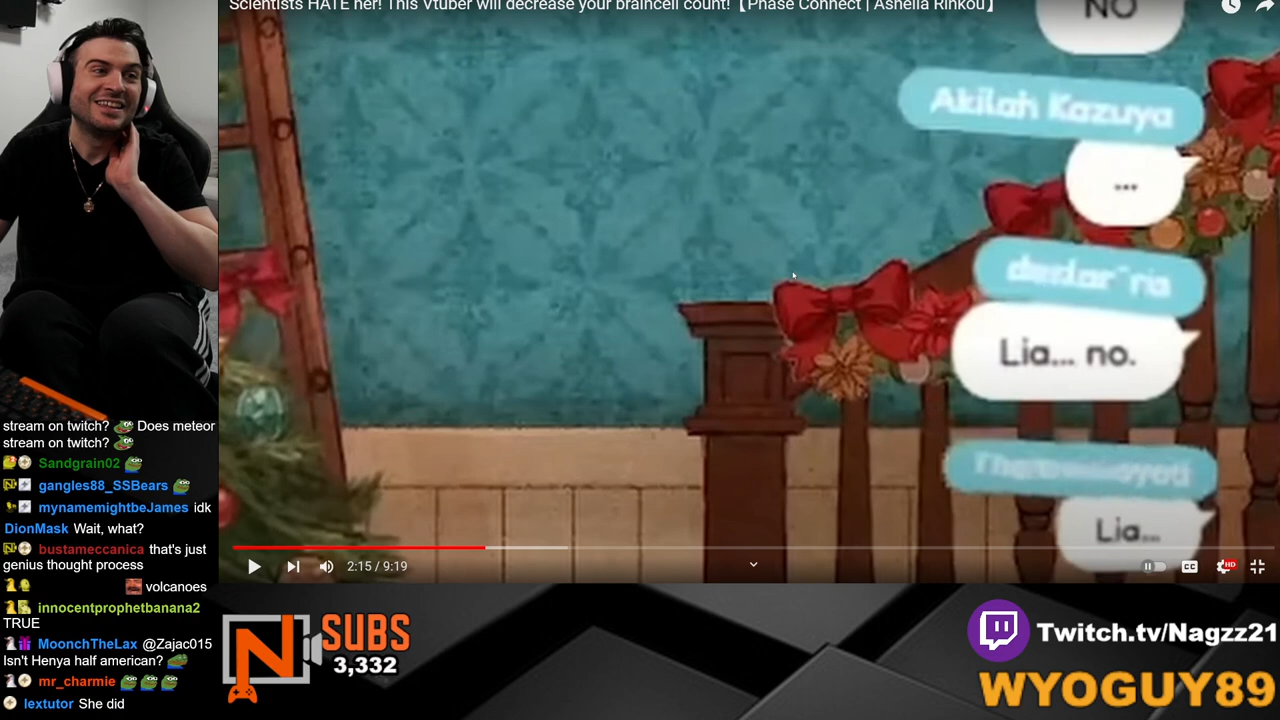 Scientists HATE her! This Vtuber will decrease your braincell count!【Phase Connect | Ashelia Rinkou】
NO
Akilah Kazuya
...
Lia... no.
Lia...
2:15 / 9:19
CC
HD
stream on twitch? Does meteor
stream on twitch?
Sandgrain02
gangles88_SSBears
mynamemightbeJames idk
DionMask Wait, what?
bustameccanica that's just
genius thought process
volcanoes
innocentprophetbanana2
TRUE
MoonchTheLax @Zajac015
Isn't Henya half american?
mr_charmie
lextutor She did
N SUBS
3,332
Twitch.tv/Nagzz21
WYOGUY89